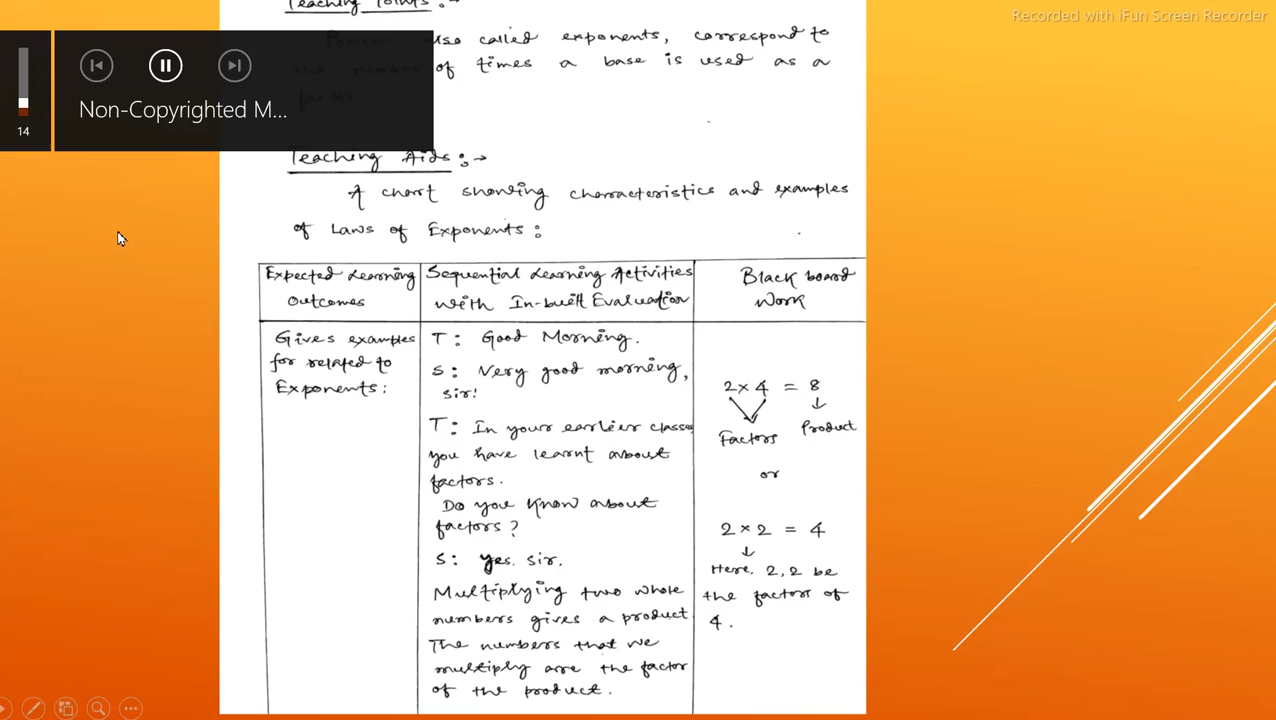 Recorded with iFun Screen Recorder
Teaching Points :→
also called exponents, correspond to
of times a base is used as a
Non-Copyrighted M...
14
Teaching Aids :→
A chart showing characteristics and examples
of Laws of Exponents :
Expected Learning
Outcomes
Gives examples
for related to
Exponents :
Sequential Learning Activities
with In-built Evaluation
T : Good Morning.
S : Very good morning,
sir!
T : In your earlier classes
you have learnt about
factors.
Do you know about
factors?
S : yes. sir.
Multiplying two whole
numbers gives a product
The numbers that we
multiply are the factor
of the product.
Black board
Work
2 × 4 = 8
Factors Product
or
2 × 2 = 4
Here. 2, 2 be
the factors of
4.